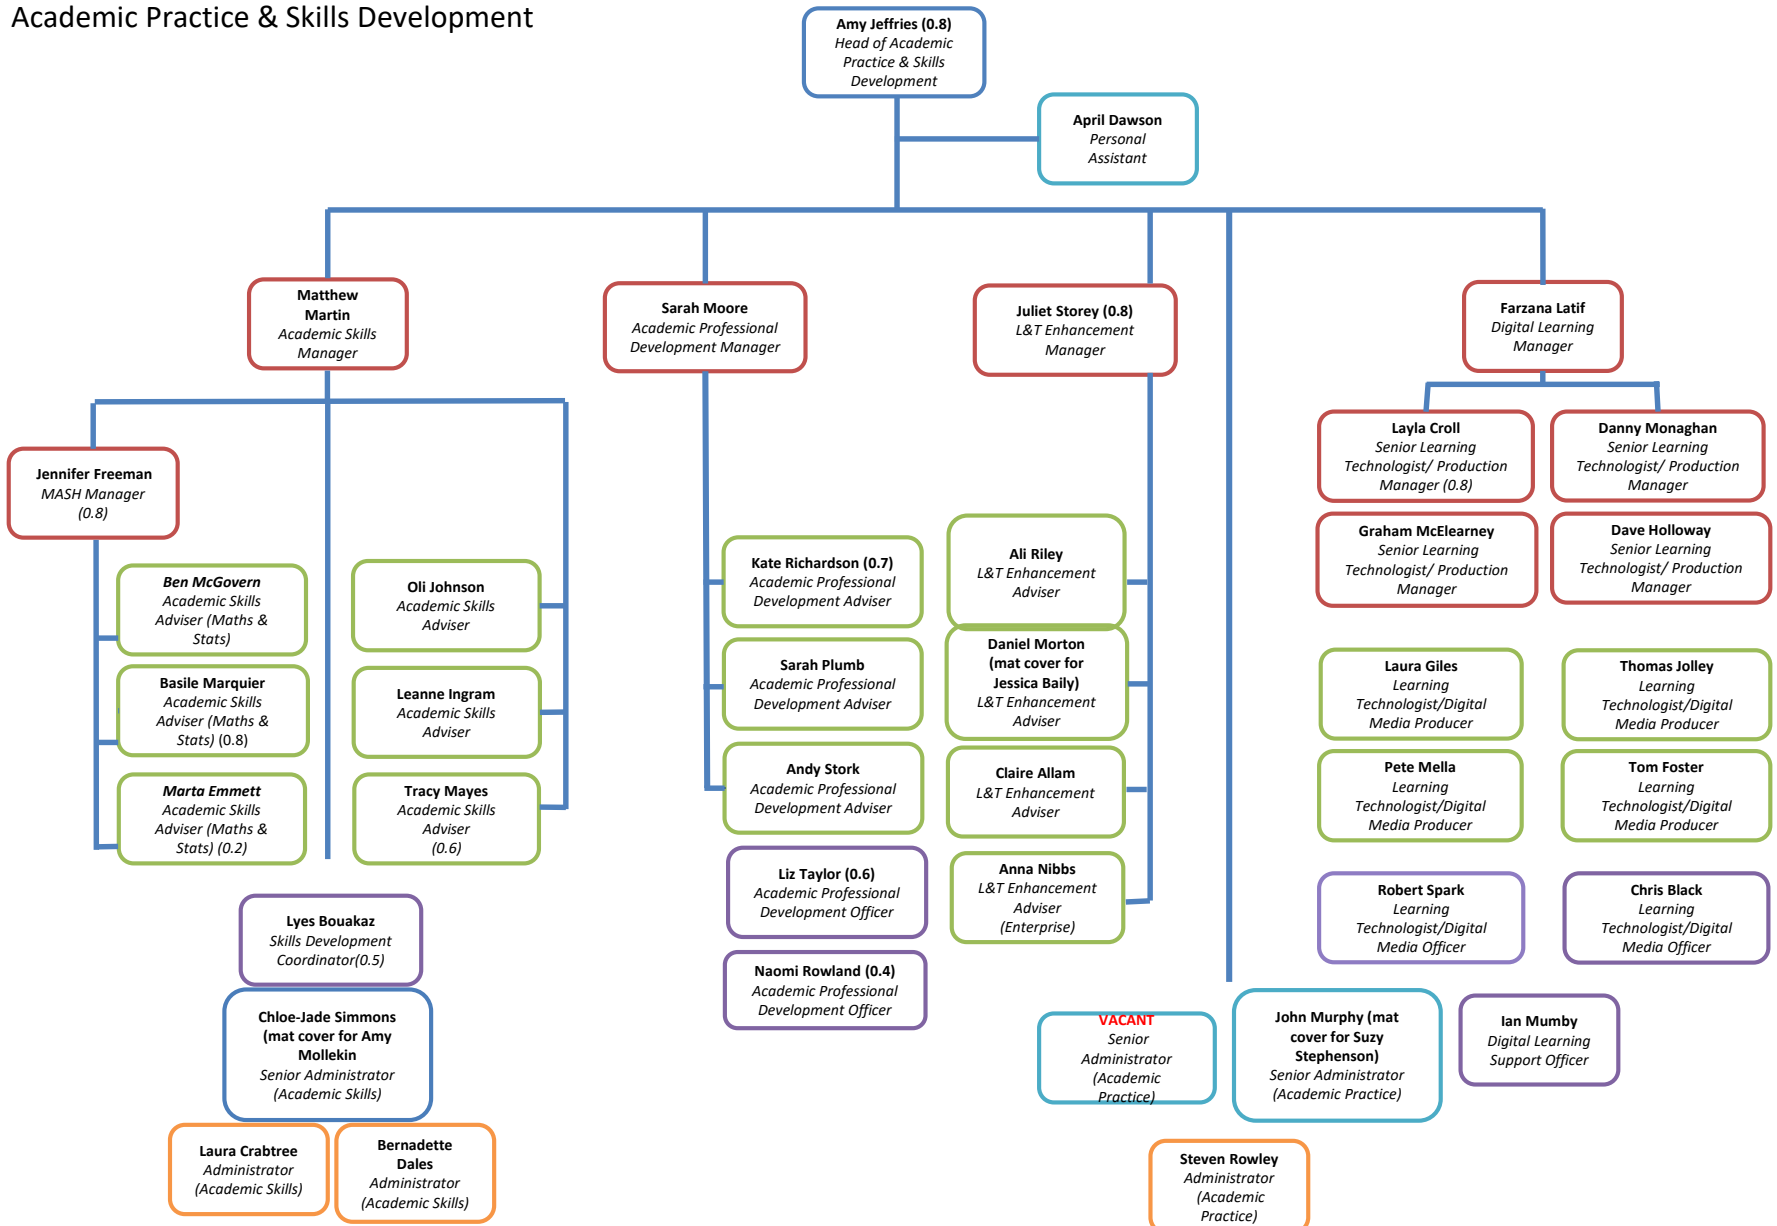 Academic Practice & Skills Development
Amy Jeffries (0.8)
Head of Academic
Practice & Skills
Development
April Dawson
Personal
Assistant
Matthew
Martin
Academic Skills
Manager
Sarah Moore
Academic Professional
Development Manager
Juliet Storey (0.8)
L&T Enhancement
Manager
Farzana Latif
Digital Learning
Manager
Jennifer Freeman
MASH Manager
(0.8)
Ben McGovern
Academic Skills
Adviser (Maths &
Stats)
Basile Marquier
Academic Skills
Adviser (Maths &
Stats) (0.8)
Marta Emmett
Academic Skills
Adviser (Maths &
Stats) (0.2)
Oli Johnson
Academic Skills
Adviser
Leanne Ingram
Academic Skills
Adviser
Tracy Mayes
Academic Skills
Adviser
(0.6)
Lyes Bouakaz
Skills Development
Coordinator(0.5)
Chloe-Jade Simmons
(mat cover for Amy
Mollekin
Senior Administrator
(Academic Skills)
Laura Crabtree
Administrator
(Academic Skills)
Bernadette
Dales
Administrator
(Academic Skills)
Kate Richardson (0.7)
Academic Professional
Development Adviser
Sarah Plumb
Academic Professional
Development Adviser
Andy Stork
Academic Professional
Development Adviser
Liz Taylor (0.6)
Academic Professional
Development Officer
Naomi Rowland (0.4)
Academic Professional
Development Officer
Ali Riley
L&T Enhancement
Adviser
Daniel Morton
(mat cover for
Jessica Baily)
L&T Enhancement
Adviser
Claire Allam
L&T Enhancement
Adviser
Anna Nibbs
L&T Enhancement
Adviser
(Enterprise)
Layla Croll
Senior Learning
Technologist/ Production
Manager (0.8)
Danny Monaghan
Senior Learning
Technologist/ Production
Manager
Graham McElearney
Senior Learning
Technologist/ Production
Manager
Dave Holloway
Senior Learning
Technologist/ Production
Manager
Laura Giles
Learning
Technologist/Digital
Media Producer
Thomas Jolley
Learning
Technologist/Digital
Media Producer
Pete Mella
Learning
Technologist/Digital
Media Producer
Tom Foster
Learning
Technologist/Digital
Media Producer
Robert Spark
Learning
Technologist/Digital
Media Officer
Chris Black
Learning
Technologist/Digital
Media Officer
VACANT
Senior
Administrator
(Academic
Practice)
John Murphy (mat
cover for Suzy
Stephenson)
Senior Administrator
(Academic Practice)
Ian Mumby
Digital Learning
Support Officer
Steven Rowley
Administrator
(Academic
Practice)